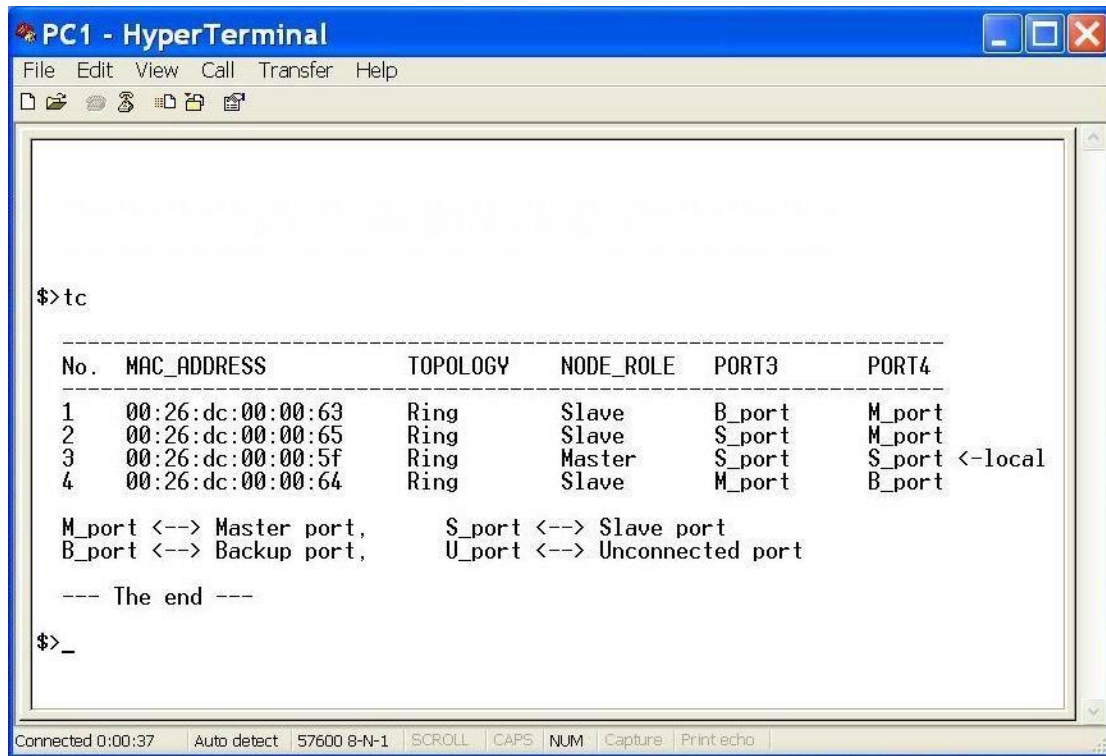 PC1 - HyperTerminal
File Edit View Call Transfer Help
$>tc
No. MAC_ADDRESS TOPOLOGY NODE_ROLE PORT3 PORT4
1 00:26:dc:00:00:63 Ring Slave B_port M_port
2 00:26:dc:00:00:65 Ring Slave S_port M_port
3 00:26:dc:00:00:5f Ring Master S_port S_port <-local
4 00:26:dc:00:00:64 Ring Slave M_port B_port
M_port <--> Master port, S_port <--> Slave port
B_port <--> Backup port, U_port <--> Unconnected port
--- The end ---
$>_
Connected 0:00:37 Auto detect 57600 8-N-1 SCROLL CAPS NUM Capture Print echo